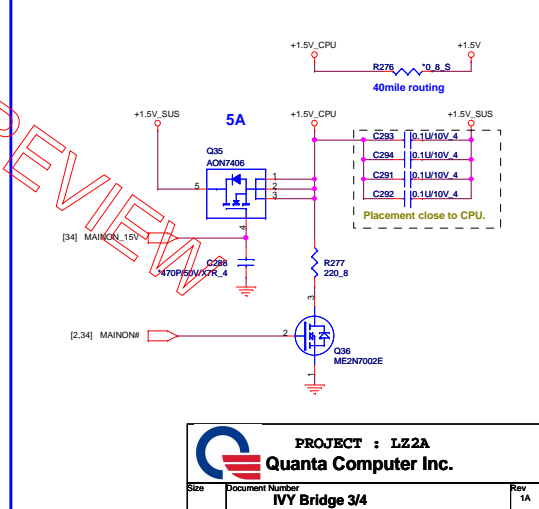 +1.5V_CPU
+1.5V
R276
*0_8_S
40mile routing
+1.5V_SUS
5A
+1.5V_CPU
+1.5V_SUS
Q35
AON7406
5
1
2
3
4
C293
0.1U/10V_4
C294
0.1U/10V_4
C291
0.1U/10V_4
C292
0.1U/10V_4
Placement close to CPU.
[34] MAINON_15V
C288
*470P/50V/X7R_4
R277
220_8
3
[2,34] MAINON#
2
Q36
ME2N7002E
1
EVIEW
PROJECT : LZ2A
Quanta Computer Inc.
Size
Document Number
Rev
IVY Bridge 3/4
1A